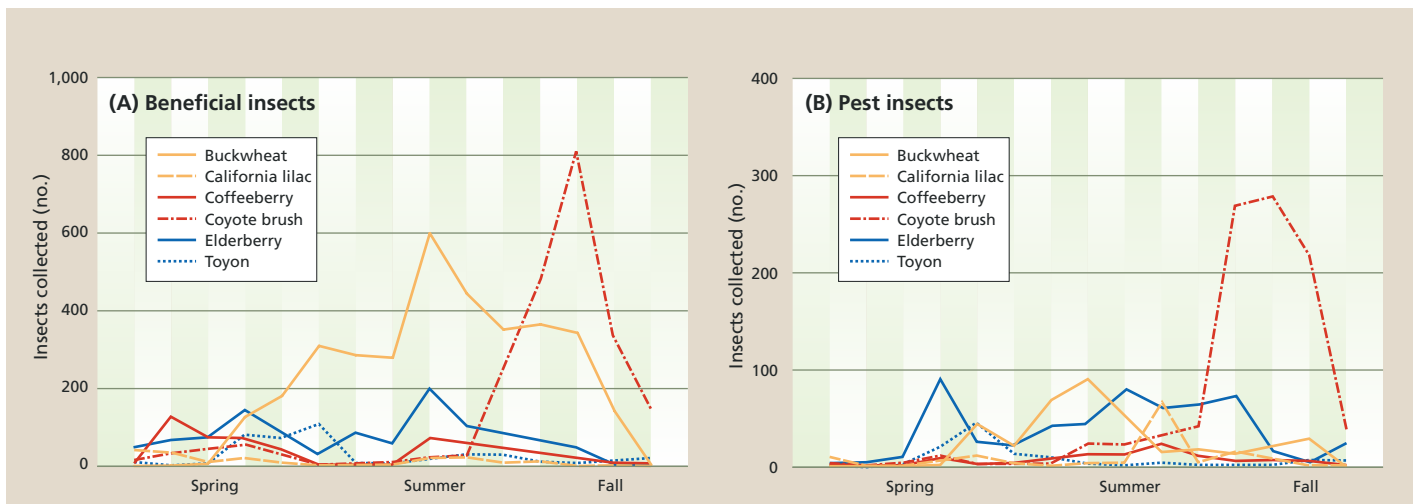 (A) Beneficial insects
Insects collected (no.)
1,000
800
600
400
200
0
Buckwheat
California lilac
Coffeeberry
Coyote brush
Elderberry
Toyon
Spring
Summer
Fall
(B) Pest insects
Insects collected (no.)
400
300
200
100
0
Buckwheat
California lilac
Coffeeberry
Coyote brush
Elderberry
Toyon
Spring
Summer
Fall